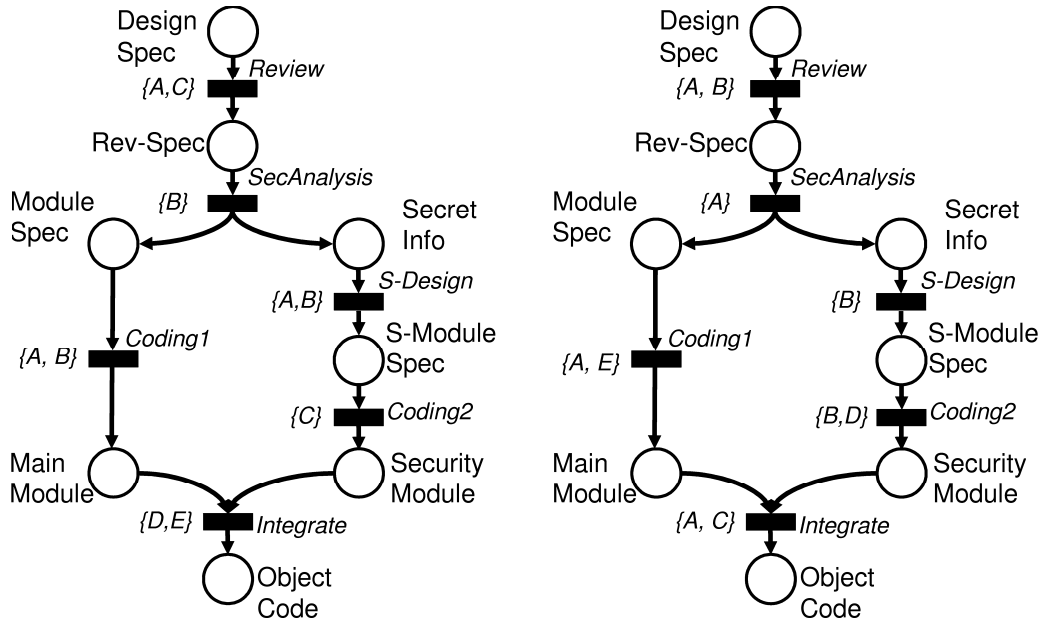 Design
Spec
Review
{A,C}
Rev-Spec
SecAnalysis
{B}
Module
Spec
Secret
Info
S-Design
{A,B}
Coding1
{A, B}
S-Module
Spec
{C}
Coding2
Main
Module
Security
Module
{D,E}
Integrate
Object
Code
Design
Spec
Review
{A, B}
Rev-Spec
SecAnalysis
{A}
Module
Spec
Secret
Info
S-Design
{B}
Coding1
{A, E}
S-Module
Spec
{B,D}
Coding2
Main
Module
Security
Module
{A, C}
Integrate
Object
Code